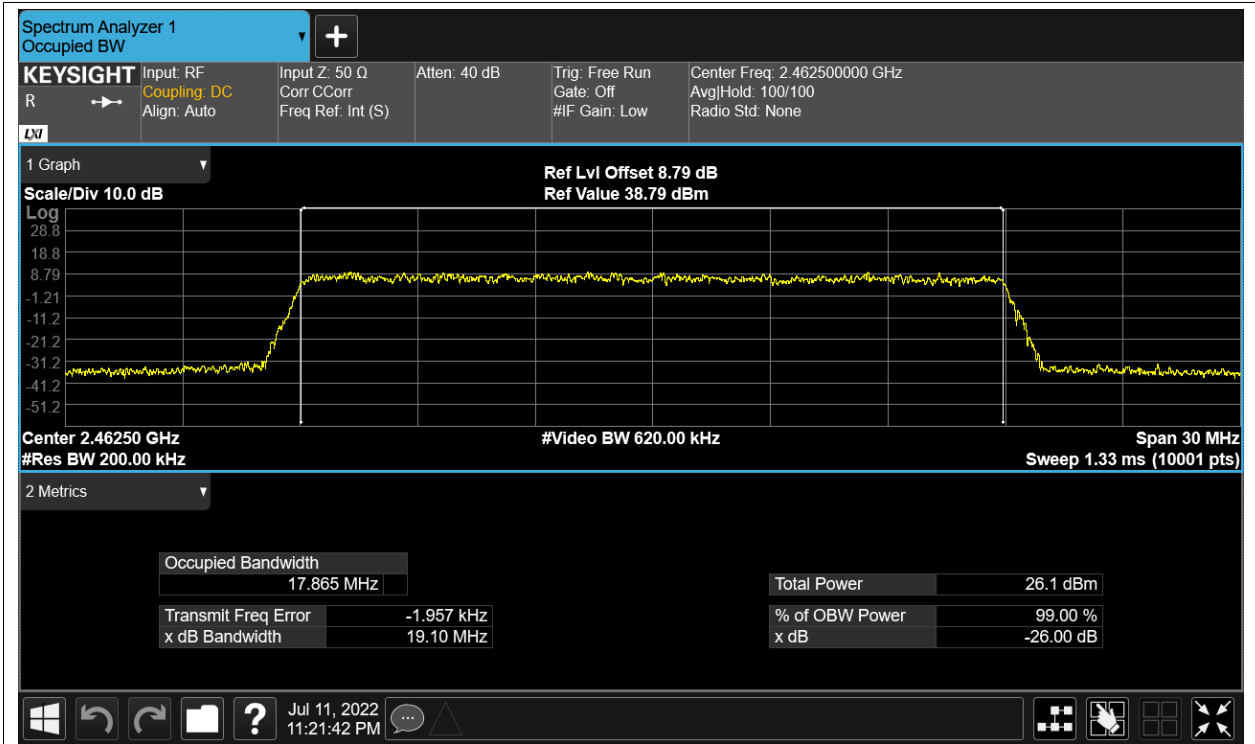 Spectrum Analyzer 1
Occupied BW
KEYSIGHT
R
LXI
Input: RF
Coupling: DC
Align: Auto
Input Z: 50 Ω
Corr CCorr
Freq Ref: Int (S)
Atten: 40 dB
Trig: Free Run
Gate: Off
#IF Gain: Low
Center Freq: 2.462500000 GHz
Avg|Hold: 100/100
Radio Std: None
1 Graph
Scale/Div 10.0 dB
Ref Lvl Offset 8.79 dB
Ref Value 38.79 dBm
Log
28.8
18.8
8.79
-1.21
-11.2
-21.2
-31.2
-41.2
-51.2
Center 2.46250 GHz
#Video BW 620.00 kHz
Span 30 MHz
#Res BW 200.00 kHz
Sweep 1.33 ms (10001 pts)
2 Metrics
Occupied Bandwidth
17.865 MHz
Total Power 26.1 dBm
Transmit Freq Error -1.957 kHz
% of OBW Power 99.00 %
x dB Bandwidth 19.10 MHz
x dB -26.00 dB
?
Jul 11, 2022
11:21:42 PM